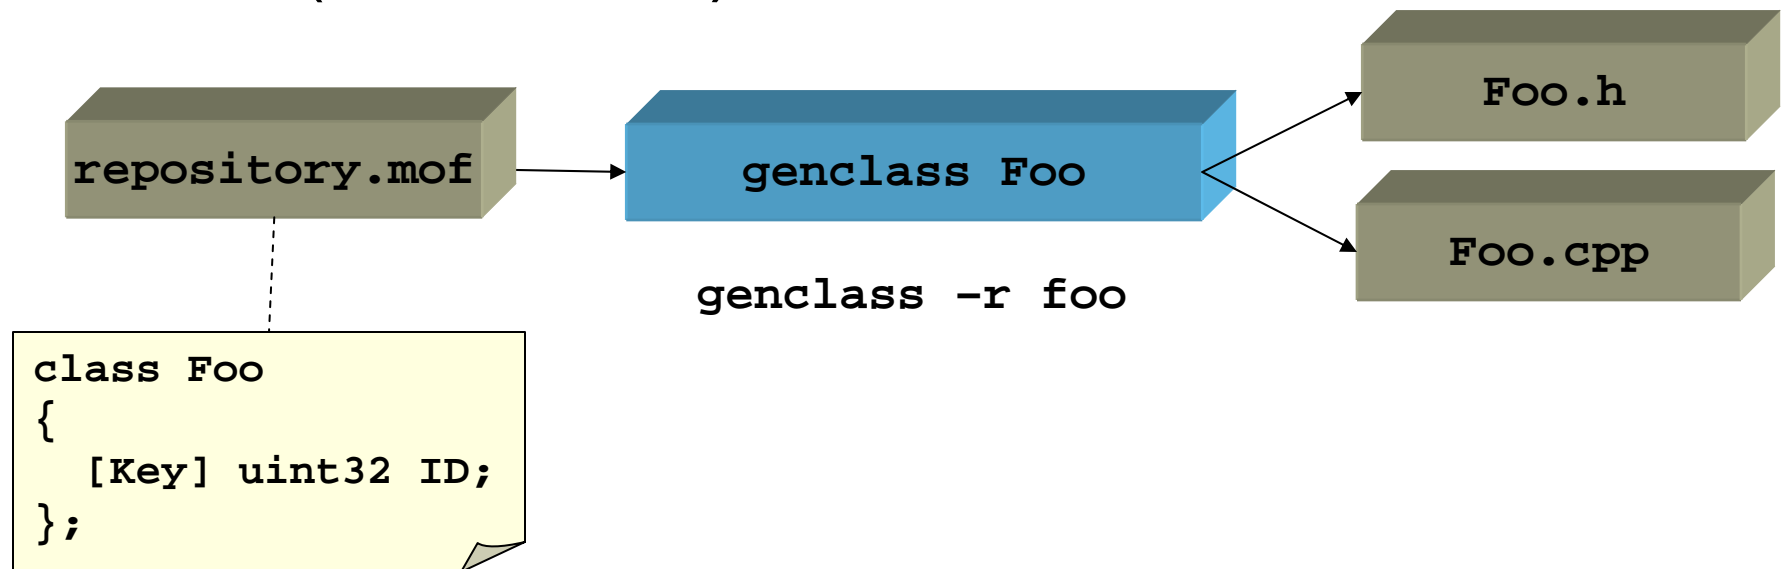 repository.mof
genclass Foo
Foo.h
Foo.cpp
genclass –r foo
class Foo
{
[Key] uint32 ID;
};